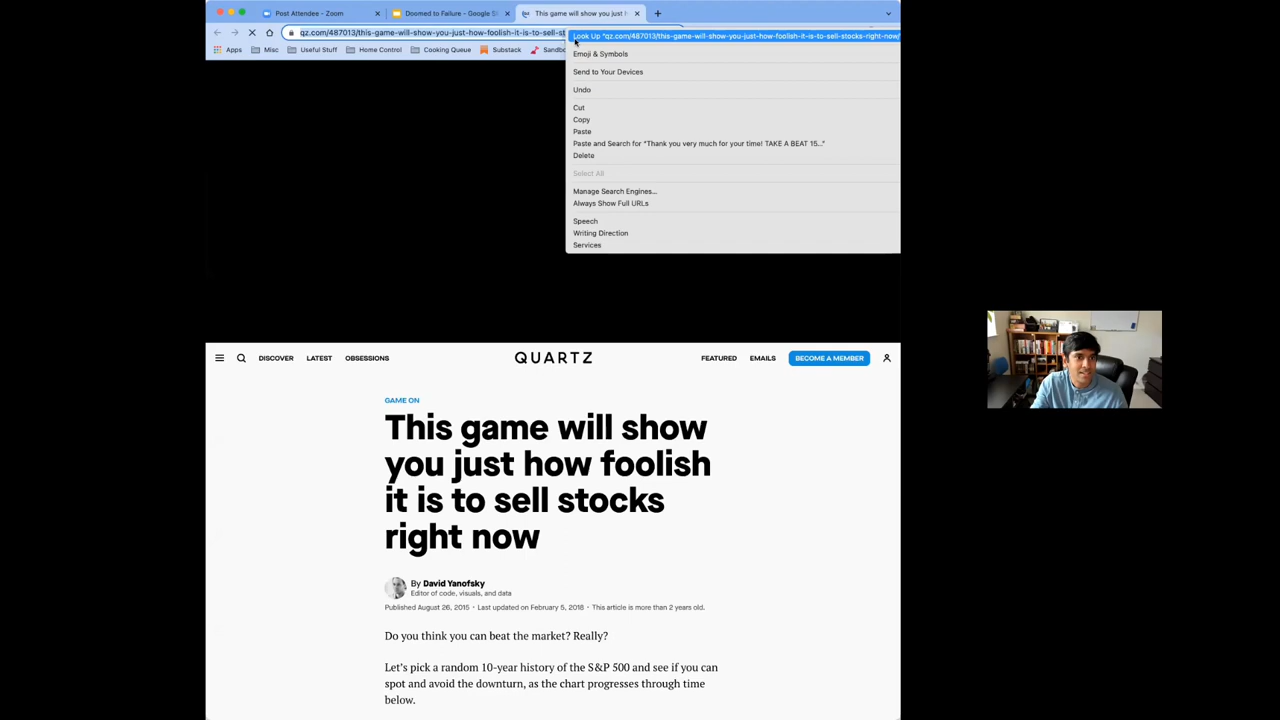 Post Attendee - Zoom
Doomed to Failure - Google Sl
This game will show you just h
qz.com/487013/this-game-will-show-you-just-how-foolish-it-is-to-sell-st
Apps Misc Useful Stuff Home Control Cooking Queue Substack Sandbo
Look Up "qz.com/487013/this-game-will-show-you-just-how-foolish-it-is-to-sell-stocks-right-now/"
Emoji & Symbols
Send to Your Devices
Undo
Cut
Copy
Paste
Paste and Search for "Thank you very much for your time! TAKE A BEAT 15..."
Delete
Select All
Manage Search Engines...
Always Show Full URLs
Speech
Writing Direction
Services
DISCOVER LATEST OBSESSIONS QUARTZ FEATURED EMAILS BECOME A MEMBER
GAME ON
This game will show
you just how foolish
it is to sell stocks
right now
By David Yanofsky
Editor of code, visuals, and data
Published August 26, 2015 • Last updated on February 5, 2018 • This article is more than 2 years old.
Do you think you can beat the market? Really?
Let's pick a random 10-year history of the S&P 500 and see if you can
spot and avoid the downturn, as the chart progresses through time
below.